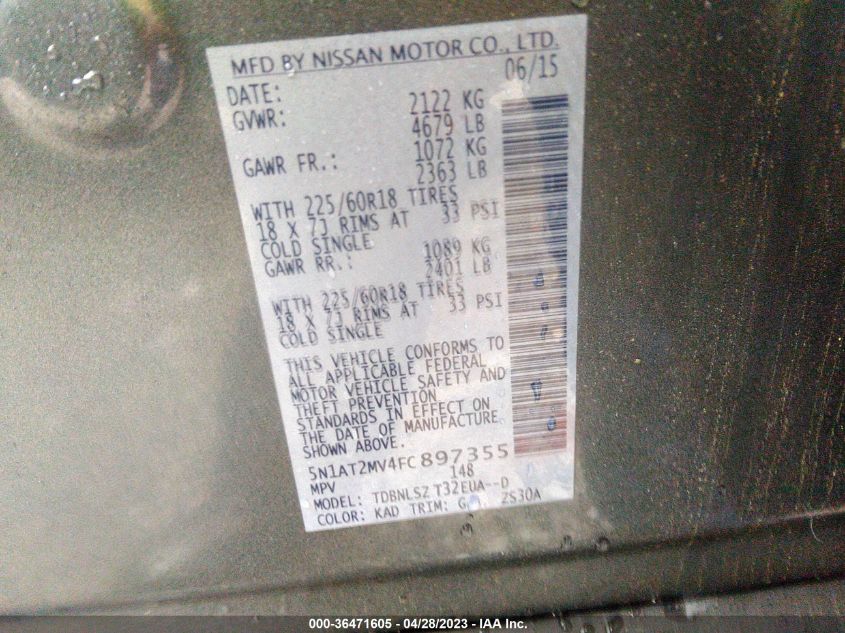 MFD BY NISSAN MOTOR CO., LTD.
DATE: 06/15
GVWR: 2122 KG
4679 LB
GAWR FR.: 1072 KG
2363 LB
WITH 225/60R18 TIRES
18 X 7J RIMS AT 33 PSI
COLD SINGLE
GAWR RR.: 1089 KG
2401 LB
WITH 225/60R18 TIRES
18 X 7J RIMS AT 33 PSI
COLD SINGLE
THIS VEHICLE CONFORMS TO
ALL APPLICABLE FEDERAL
MOTOR VEHICLE SAFETY AND
THEFT PREVENTION
STANDARDS IN EFFECT ON
THE DATE OF MANUFACTURE
SHOWN ABOVE.
5N1AT2MV4FC897355
MPV 148
MODEL: TDBNLSZ T32EUA--D
COLOR: KAD TRIM: G ZS30A
000-36471605 - 04/28/2023 - IAA Inc.